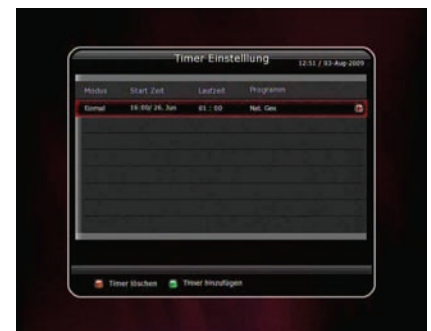 Timer Einstelllung 12:51 / 03-Aug-2009
Modus Start Zeit Laufzeit Programm
Einmal 16:00/ 26. Jun 01 : 00 Nat. Geo
Timer löschen Timer hinzufügen